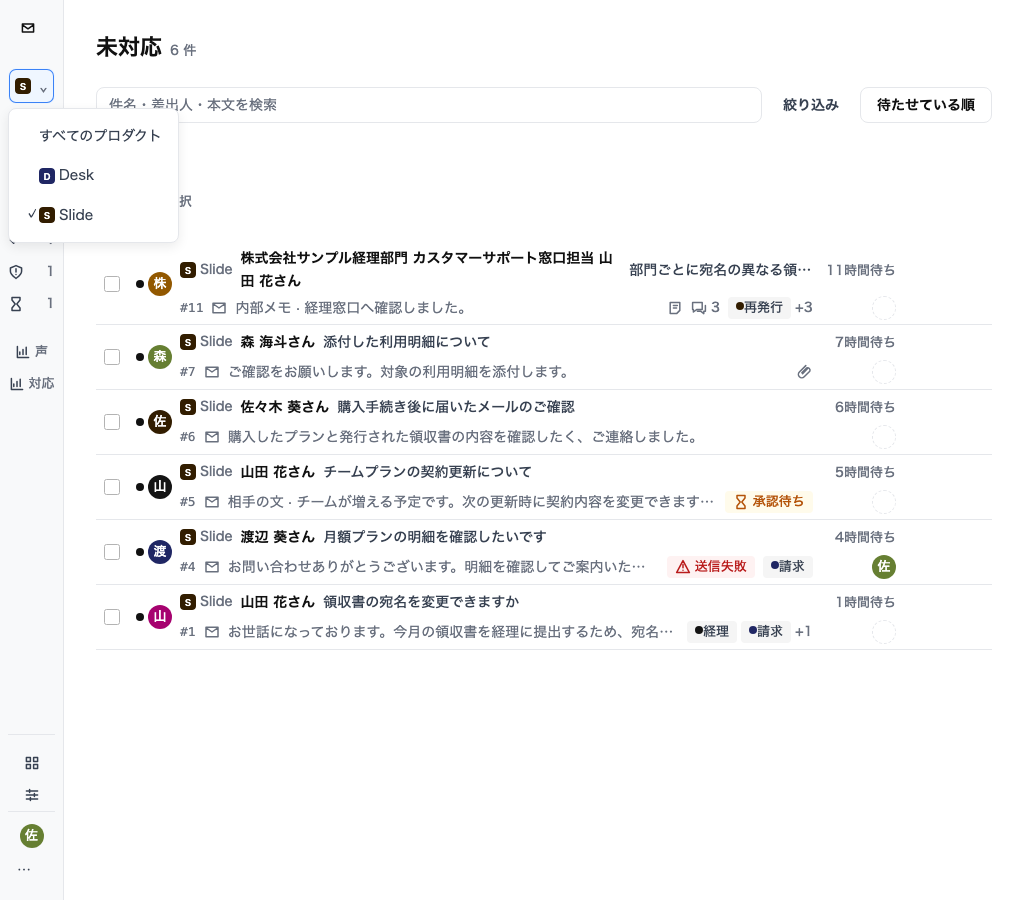 未対応 6 件
S
件名・差出人・本文を検索
絞り込み
待たせている順
すべてのプロダクト
D Desk
✓ S Slide
択
1
1
声
対応
株
S Slide 株式会社サンプル経理部門 カスタマーサポート窓口担当 山田 花さん 部門ごとに宛名の異なる領… 11時間待ち
#11 内部メモ · 経理窓口へ確認しました。 3 再発行 +3
森
S Slide 森 海斗さん 添付した利用明細について 7時間待ち
#7 ご確認をお願いします。対象の利用明細を添付します。
佐
S Slide 佐々木 葵さん 購入手続き後に届いたメールのご確認 6時間待ち
#6 購入したプランと発行された領収書の内容を確認したく、ご連絡しました。
山
S Slide 山田 花さん チームプランの契約更新について 5時間待ち
#5 相手の文 · チームが増える予定です。次の更新時に契約内容を変更できます… 承認待ち
渡
S Slide 渡辺 葵さん 月額プランの明細を確認したいです 4時間待ち
#4 お問い合わせありがとうございます。明細を確認してご案内いた… 送信失敗 請求 佐
山
S Slide 山田 花さん 領収書の宛名を変更できますか 1時間待ち
#1 お世話になっております。今月の領収書を経理に提出するため、宛名… 経理 請求 +1
佐
…